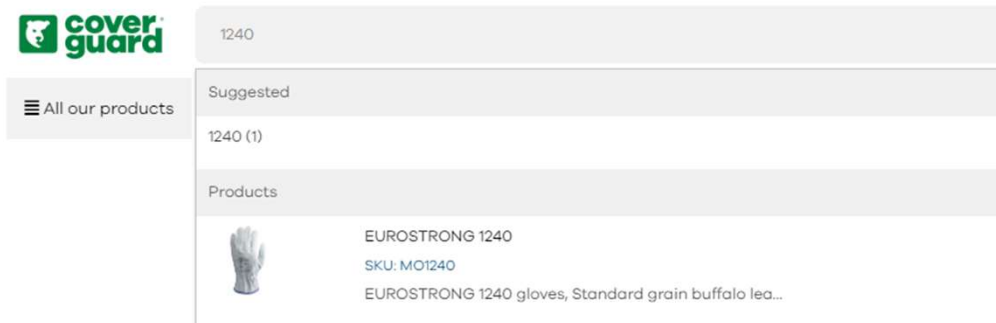 cover
guard
1240
All our products
Suggested
1240 (1)
Products
EUROSTRONG 1240
SKU: MO1240
EUROSTRONG 1240 gloves, Standard grain buffalo lea...